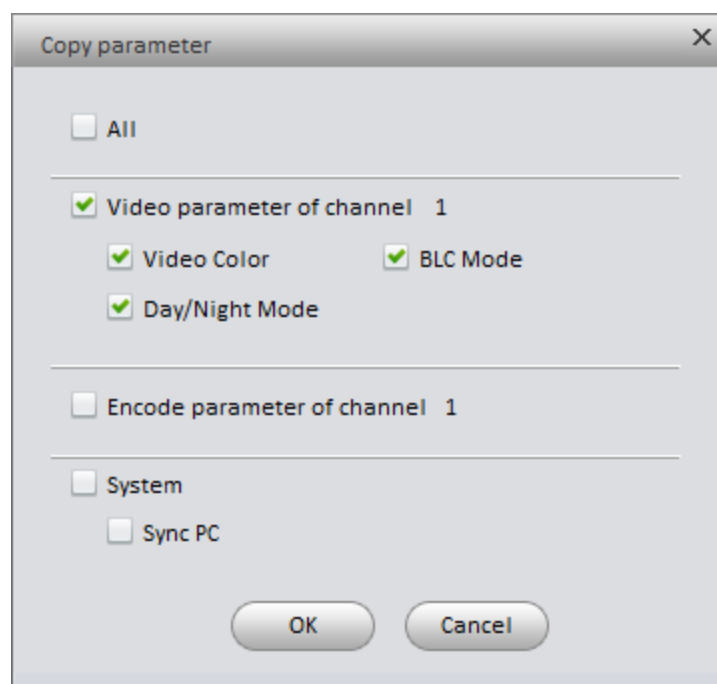 Copy parameter
All
Video parameter of channel 1
Video Color BLC Mode
Day/Night Mode
Encode parameter of channel 1
System
Sync PC
OK Cancel